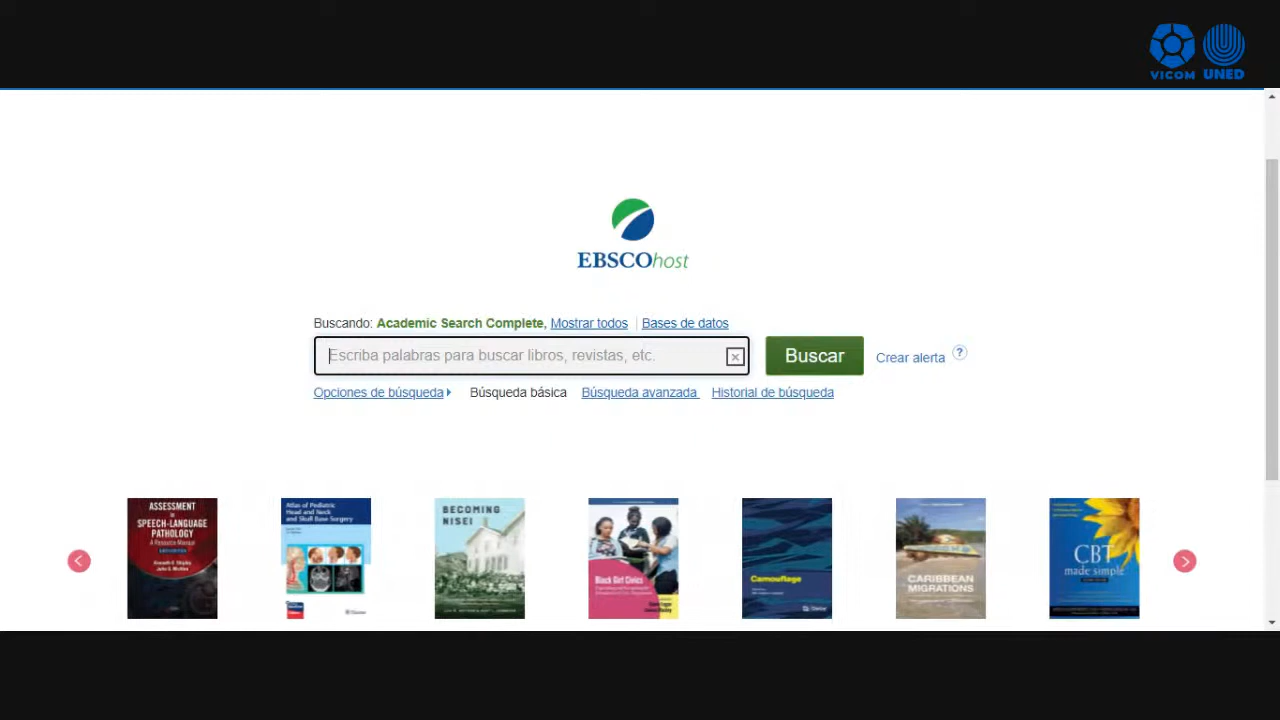 VICOM UNED
EBSCOhost
Buscando: Academic Search Complete, Mostrar todos | Bases de datos
Escriba palabras para buscar libros, revistas, etc.
Buscar
Crear alerta ?
Opciones de búsqueda
Búsqueda básica
Búsqueda avanzada
Historial de búsqueda
ASSESSMENT
in
SPEECH-LANGUAGE
PATHOLOGY
A Resource Manual
Atlas of Pediatric
Head and Neck
and Skull Base Surgery
BECOMING
NISEI
Black Girl Civics
Camouflage
CARIBBEAN
MIGRATIONS
CBT
made simple